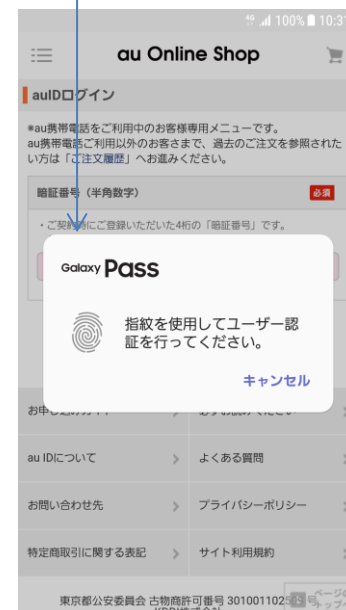 4G 100% 10:3
au Online Shop
auIDログイン
*au携帯電話をご利用中のお客様専用メニューです。
au携帯電話ご利用以外のお客さまで、過去のご注文を参照された
い方は「ご注文履歴」へお進みください。
暗証番号（半角数字） 必須
・ご契約時にご登録いただいた4桁の「暗証番号」です。
Galaxy Pass
指紋を使用してユーザー認
証を行ってください。
キャンセル
au IDについて よくある質問
お問い合わせ先 プライバシーポリシー
特定商取引に関する表記 サイト利用規約
東京都公安委員会 古物商許可番号 3010011025